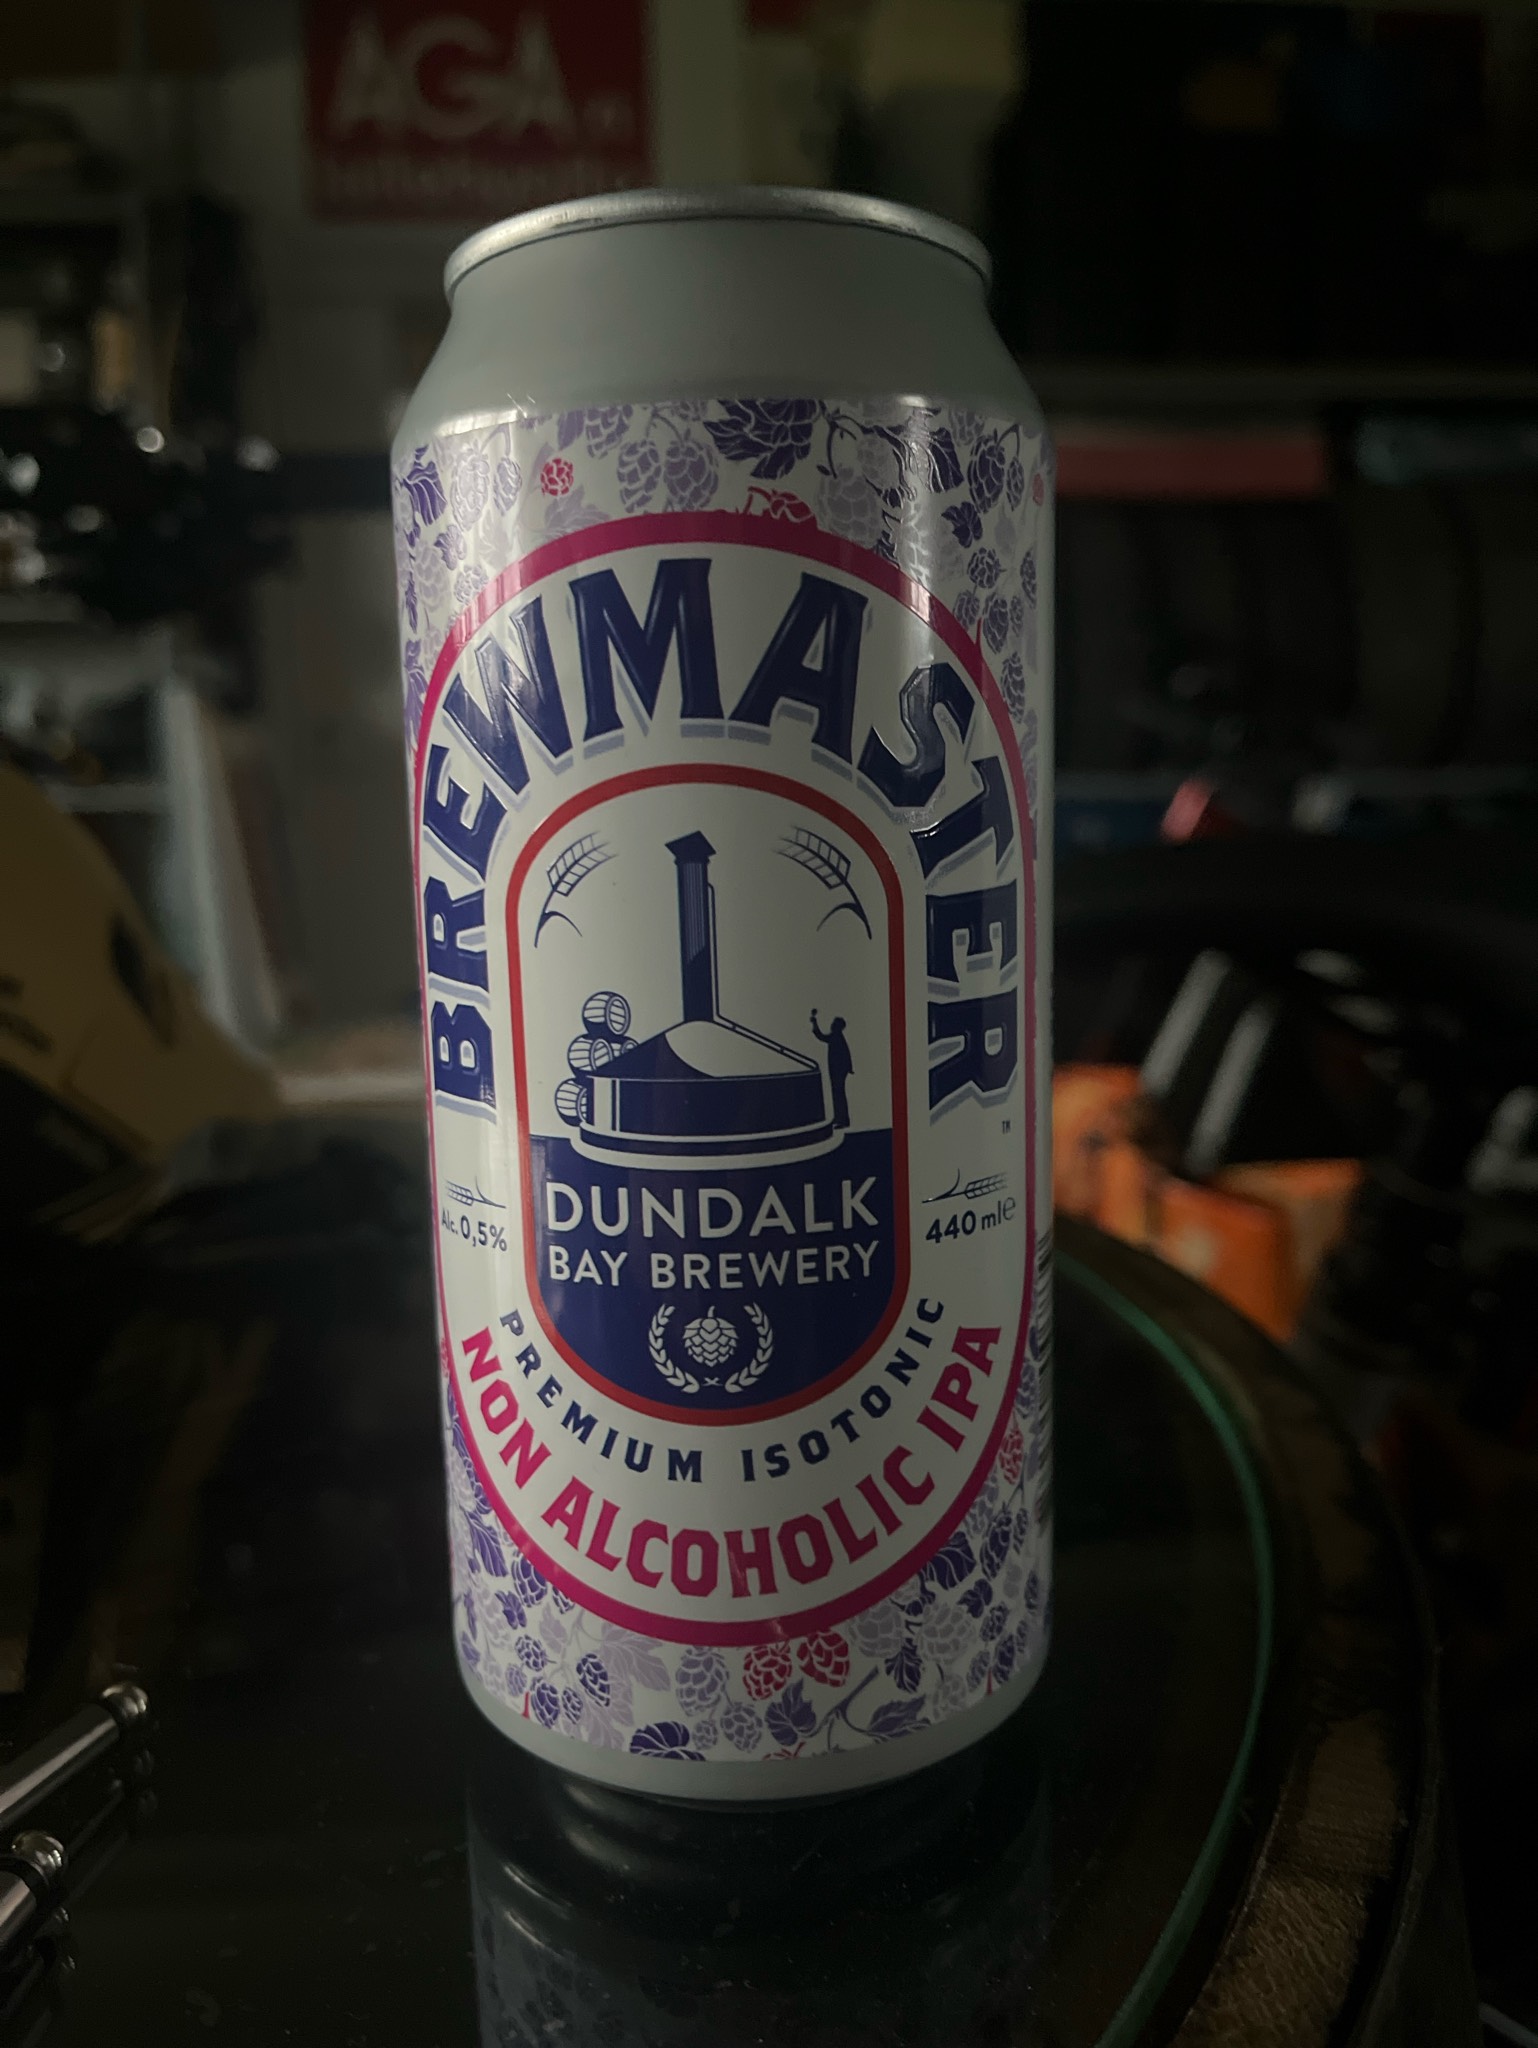 AGA
BREWMASTER
TM
DUNDALK
BAY BREWERY
Alc. 0,5%
440 ml e
PREMIUM ISOTONIC
NON ALCOHOLIC IPA